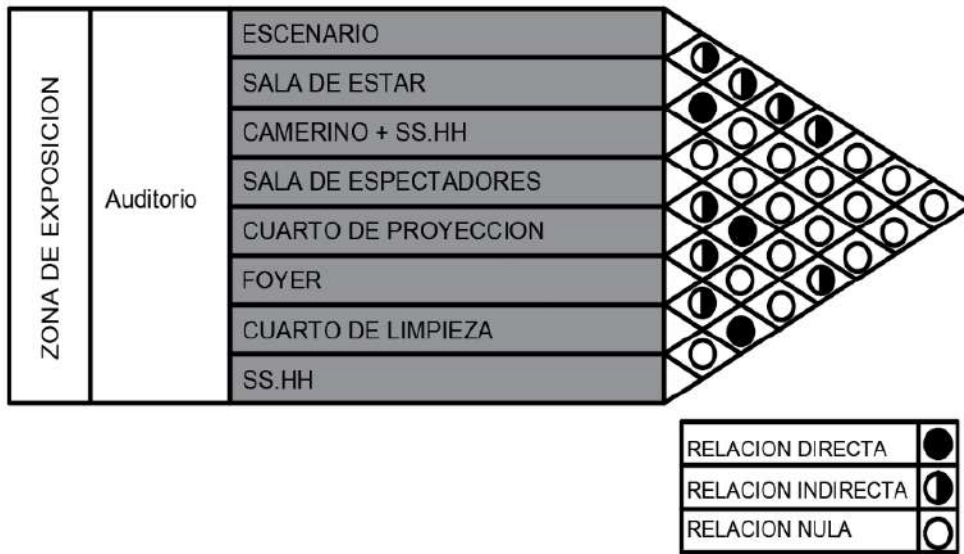 ZONA DE EXPOSICION
Auditorio
ESCENARIO
SALA DE ESTAR
CAMERINO + SS.HH
SALA DE ESPECTADORES
CUARTO DE PROYECCION
FOYER
CUARTO DE LIMPIEZA
SS.HH
RELACION DIRECTA
RELACION INDIRECTA
RELACION NULA